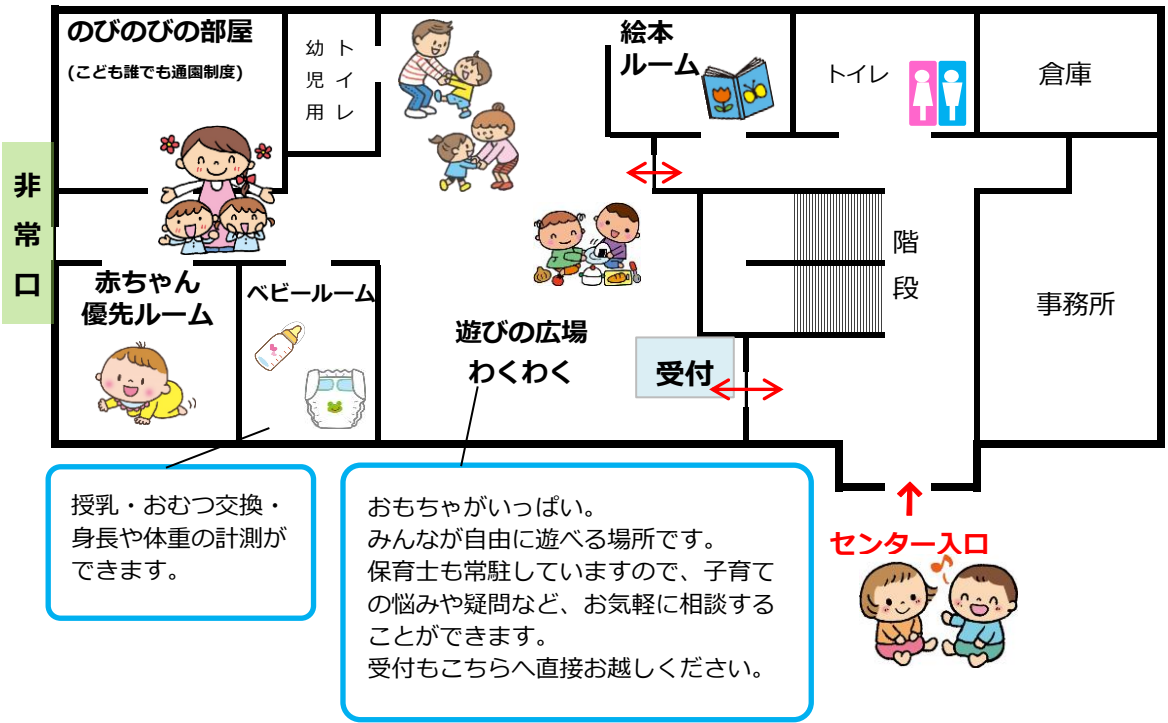 のびのびの部屋
(こども誰でも通園制度)
幼児用
トイレ
絵本
ルーム
トイレ
倉庫
非常口
階段
事務所
赤ちゃん
優先ルーム
ベビールーム
遊びの広場
わくわく
受付
授乳・おむつ交換・
身長や体重の計測が
できます。
おもちゃがいっぱい。
みんなが自由に遊べる場所です。
保育士も常駐していますので、子育て
の悩みや疑問など、お気軽に相談する
ことができます。
受付もこちらへ直接お越しください。
センター入口